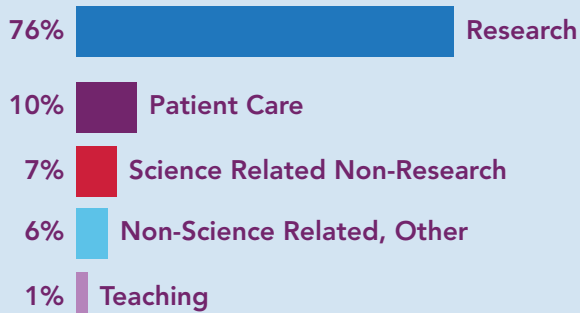 76% Research
10% Patient Care
7% Science Related Non-Research
6% Non-Science Related, Other
1% Teaching